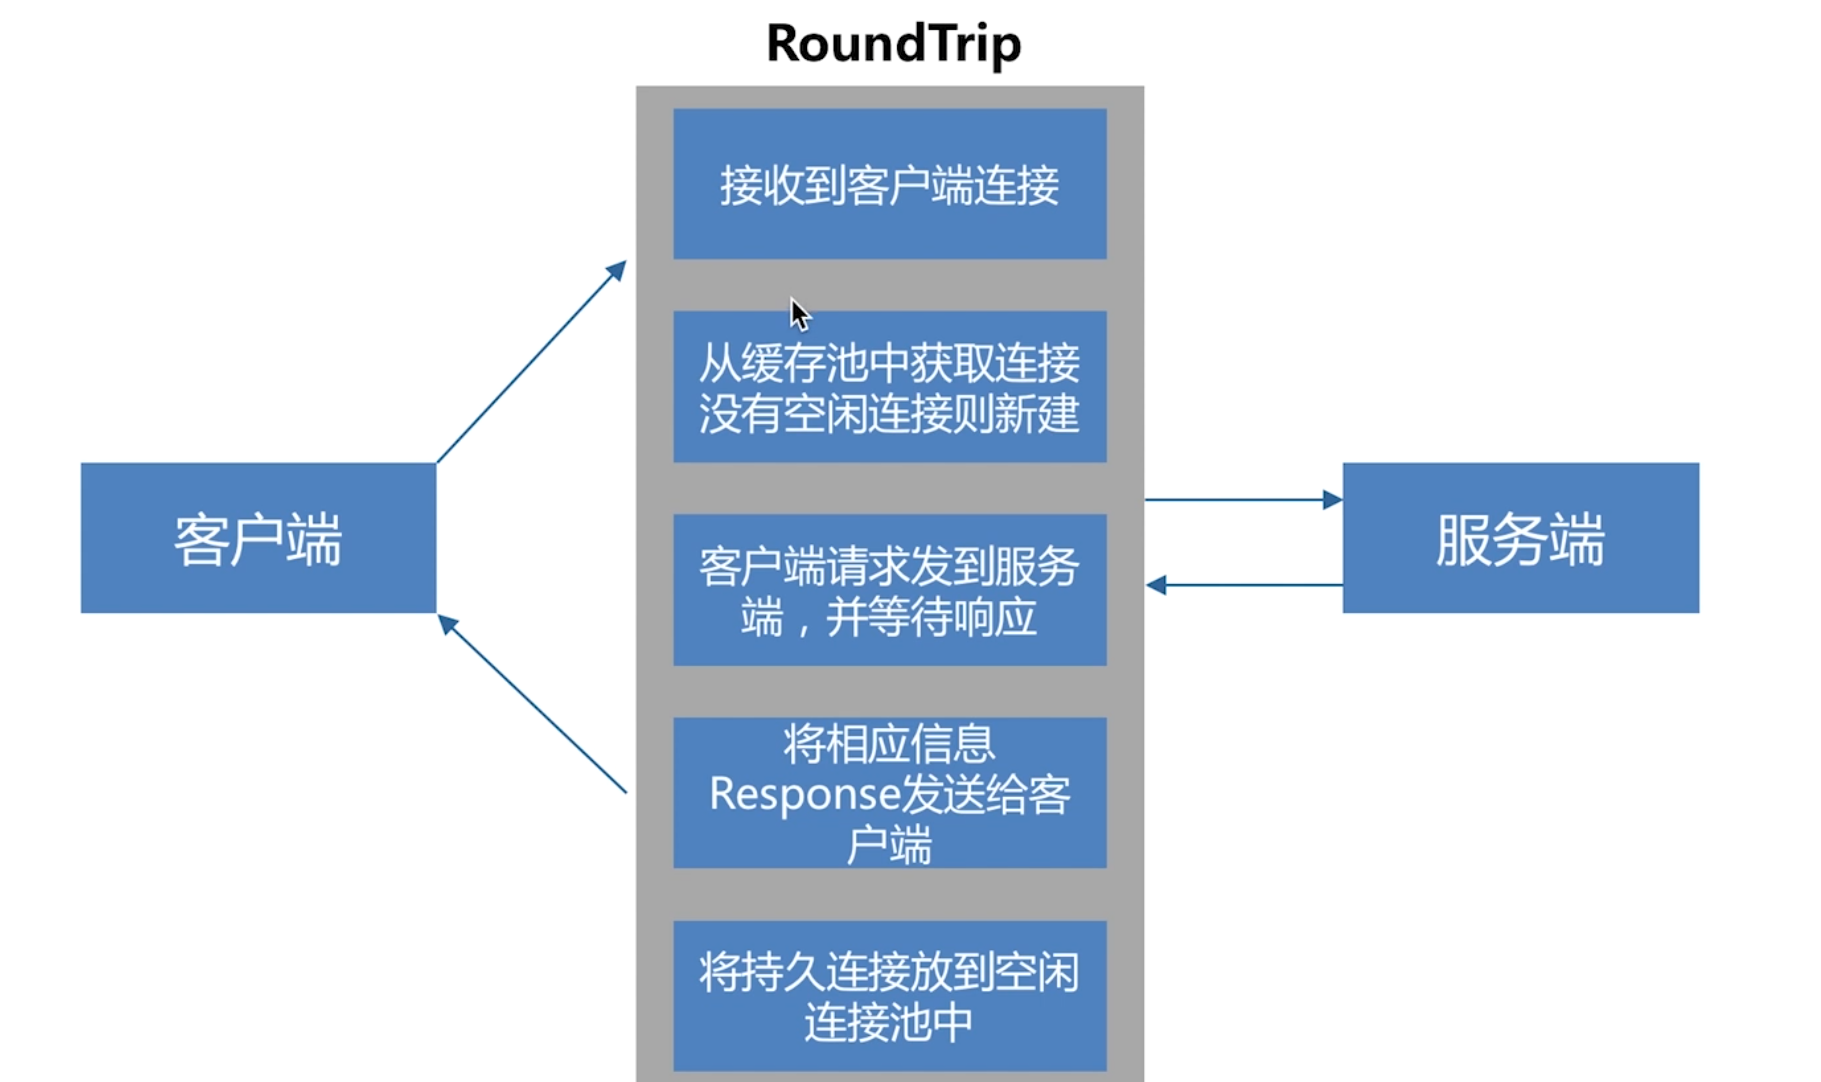 RoundTrip
接收到客户端连接
从缓存池中获取连接
没有空闲连接则新建
客户端
客户端请求发到服务
端，并等待响应
服务端
将相应信息
Response发送给客
户端
将持久连接放到空闲
连接池中